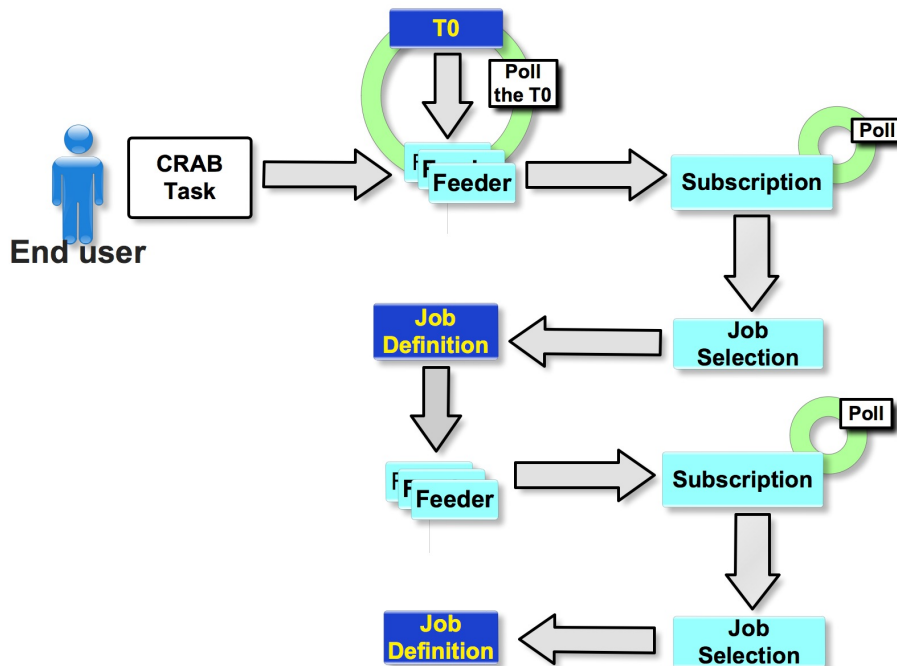 T0
Poll
the T0
Poll
CRAB
Task
F
Fe
Feeder
Subscription
End user
Job
Definition
Job
Selection
Poll
F
F
Feeder
Subscription
Job
Definition
Job
Selection